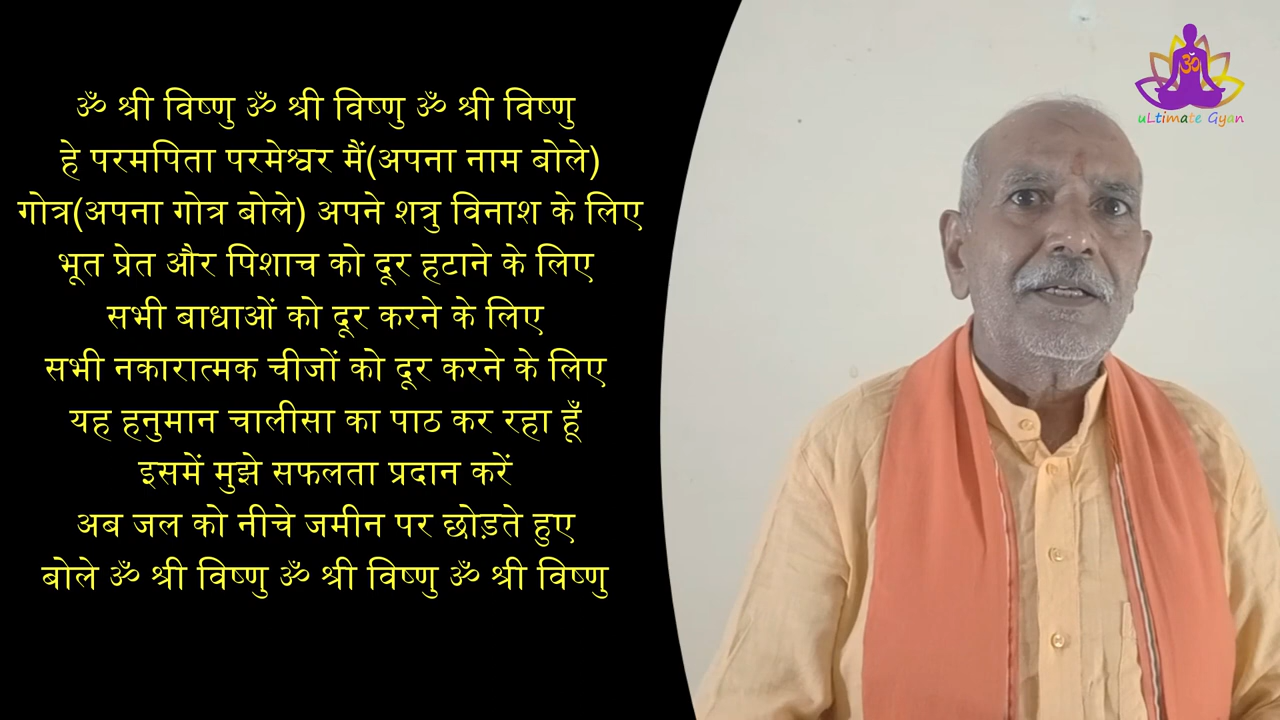 ॐ श्री विष्णु ॐ श्री विष्णु ॐ श्री विष्णु
हे परमपिता परमेश्वर मैं(अपना नाम बोले)
गोत्र(अपना गोत्र बोले) अपने शत्रु विनाश के लिए
भूत प्रेत और पिशाच को दूर हटाने के लिए
सभी बाधाओं को दूर करने के लिए
सभी नकारात्मक चीजों को दूर करने के लिए
यह हनुमान चालीसा का पाठ कर रहा हूँ
इसमें मुझे सफलता प्रदान करें
अब जल को नीचे जमीन पर छोड़ते हुए
बोले ॐ श्री विष्णु ॐ श्री विष्णु ॐ श्री विष्णु
ॐ
uLtimate Gyan